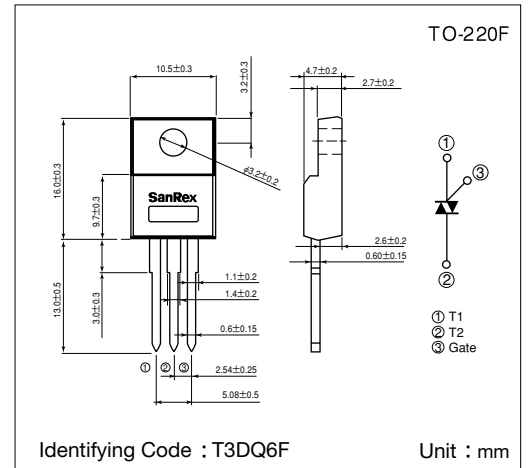 TO-220F
10.5±0.3
3.2±0.3
4.7±0.2
2.7±0.2
φ3.2±0.2
16.0±0.3
9.7±0.3
SanRex
①
③
②
2.6±0.2
0.60±0.15
13.0±0.5
3.0±0.3
1.1±0.2
1.4±0.2
0.6±0.15
① ② ③
2.54±0.25
5.08±0.5
① T1
② T2
③ Gate
Identifying Code：T3DQ6F
Unit：mm